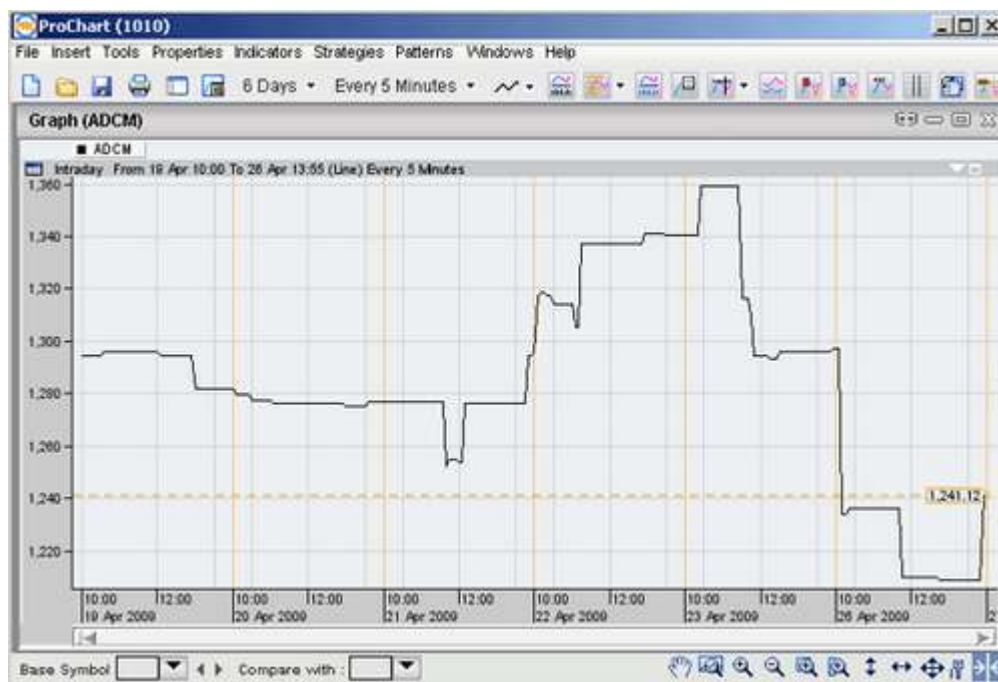 ProChart (1010)
File Insert Tools Properties Indicators Strategies Patterns Windows Help
6 Days Every 5 Minutes
Graph (ADCM)
ADCM
Intraday From 19 Apr 10:00 To 26 Apr 13:55 (Line) Every 5 Minutes
1,360
1,340
1,320
1,300
1,280
1,260
1,240
1,241.12
1,220
10:00 12:00 10:00 12:00 10:00 12:00 10:00 12:00 10:00 12:00 10:00 12:00
19 Apr 2009 20 Apr 2009 21 Apr 2009 22 Apr 2009 23 Apr 2009 26 Apr 2009
Base Symbol Compare with :